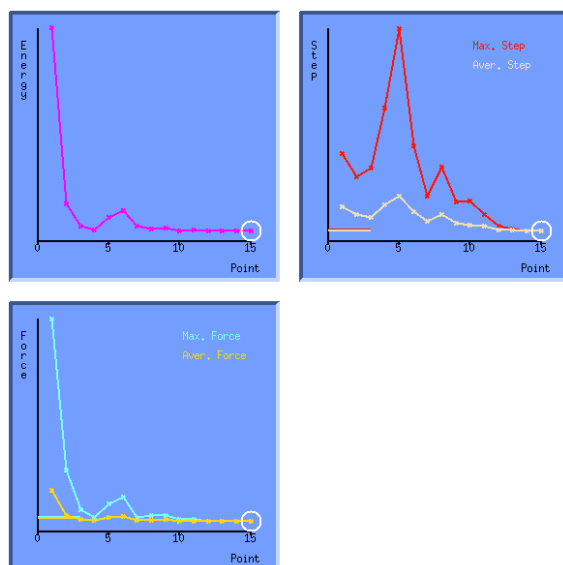 Energy
0
5
10
15
Point
Step
Max. Step
Aver. Step
0
5
10
15
Point
Force
Max. Force
Aver. Force
0
5
10
15
Point